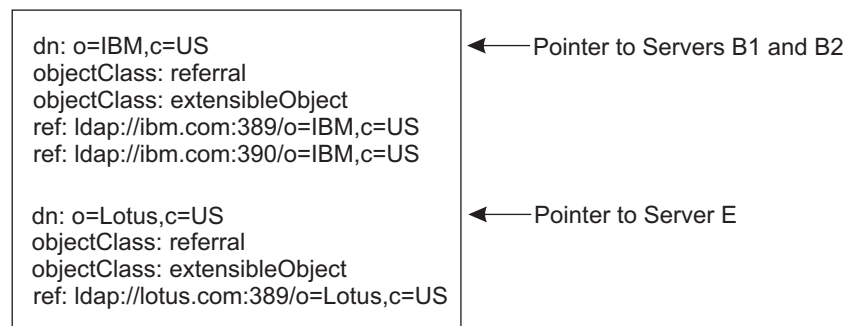 dn: o=IBM,c=US
objectClass: referral
objectClass: extensibleObject
ref: ldap://ibm.com:389/o=IBM,c=US
ref: ldap://ibm.com:390/o=IBM,c=US
Pointer to Servers B1 and B2
dn: o=Lotus,c=US
objectClass: referral
objectClass: extensibleObject
ref: ldap://lotus.com:389/o=Lotus,c=US
Pointer to Server E